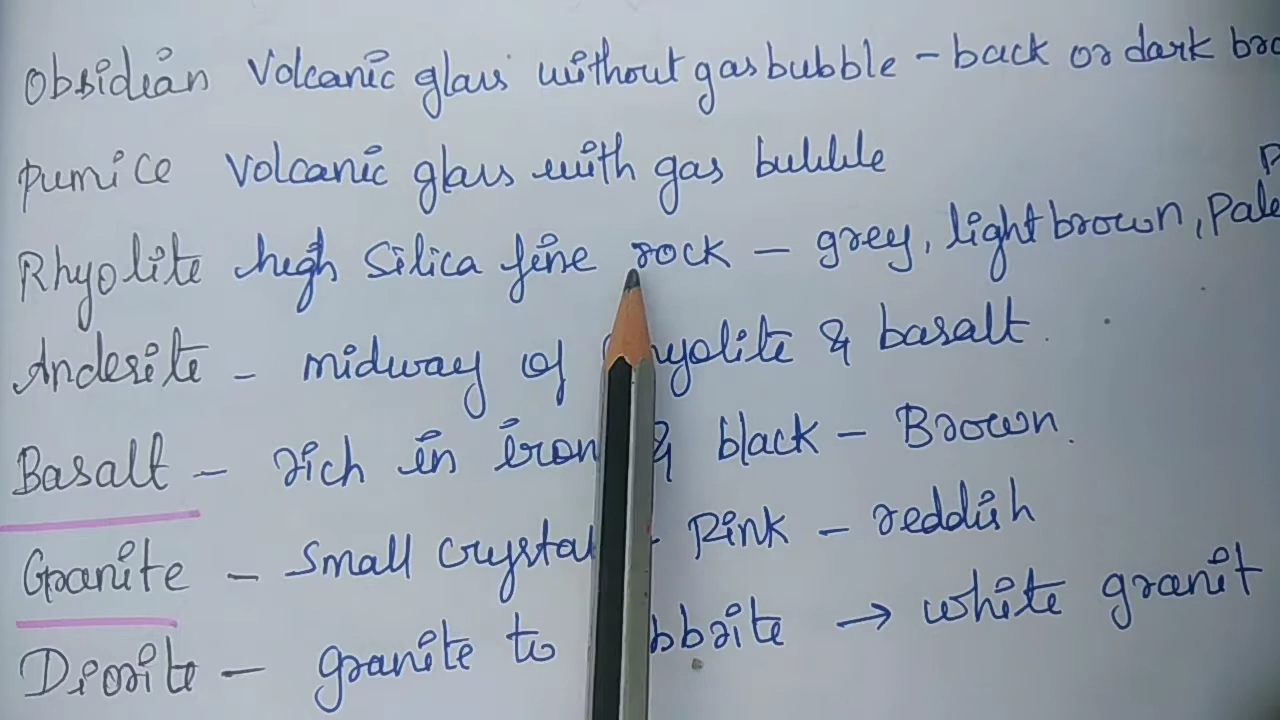 Obsidian Volcanic glass without gas bubble - back or dark bro
pumice Volcanic glass with gas bubble
Rhyolite high Silica fine rock - grey, light brown, Pale
Andesite - midway of hyolite & basalt.
Basalt - rich in iron & black - Brown.
Granite - Small crystal - Pink - reddish
Diorite - granite to bbrite → white granit